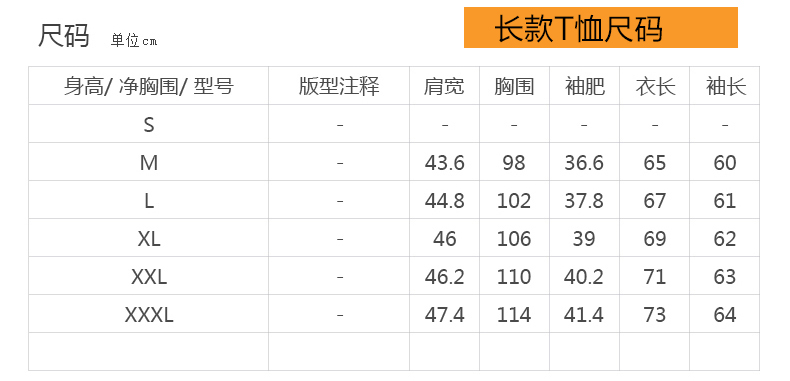 尺码 单位cm
长款T恤尺码
身高/ 净胸围/ 型号 版型注释 肩宽 胸围 袖肥 衣长 袖长
S - - - - - -
M - 43.6 98 36.6 65 60
L - 44.8 102 37.8 67 61
XL - 46 106 39 69 62
XXL - 46.2 110 40.2 71 63
XXXL - 47.4 114 41.4 73 64